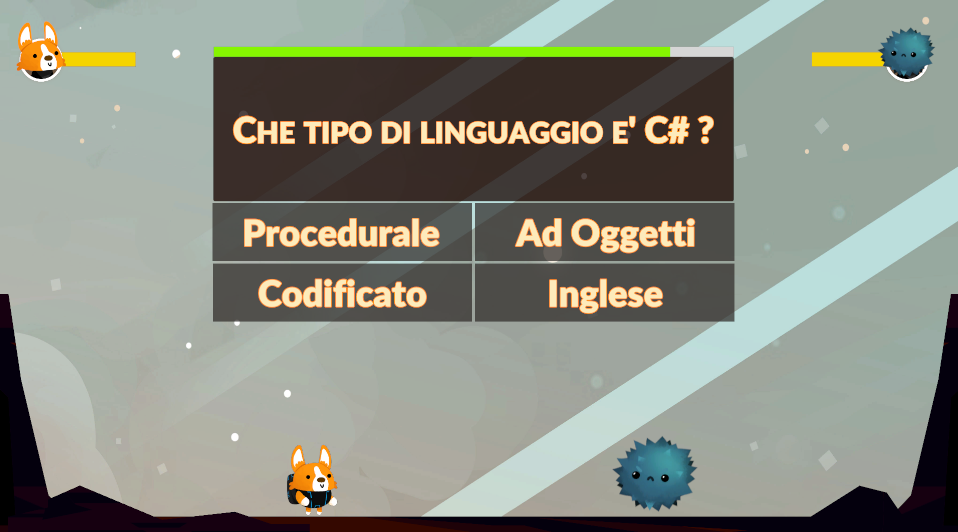 Che tipo di linguaggio e' C# ?
Procedurale
Ad Oggetti
Codificato
Inglese